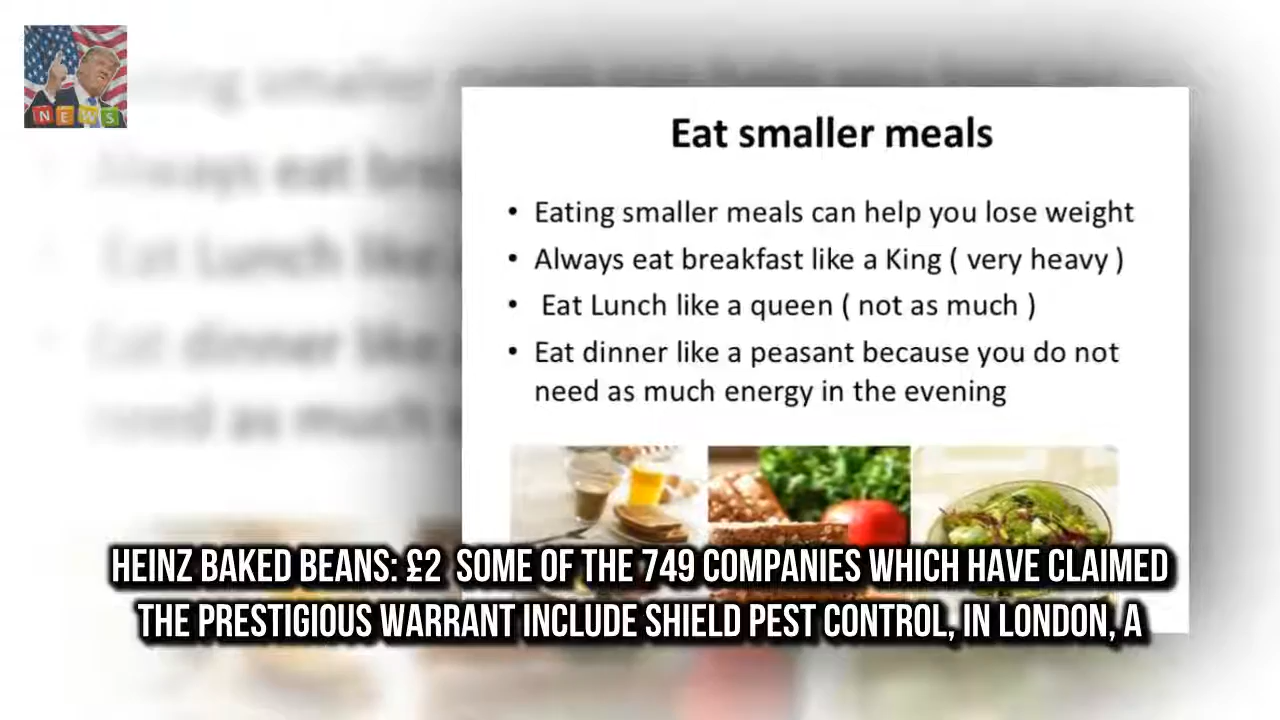 NEWS
Eat smaller meals
• Eating smaller meals can help you lose weight
• Always eat breakfast like a King ( very heavy )
• Eat Lunch like a queen ( not as much )
• Eat dinner like a peasant because you do not
need as much energy in the evening
HEINZ BAKED BEANS: £2 SOME OF THE 749 COMPANIES WHICH HAVE CLAIMED
THE PRESTIGIOUS WARRANT INCLUDE SHIELD PEST CONTROL, IN LONDON, A